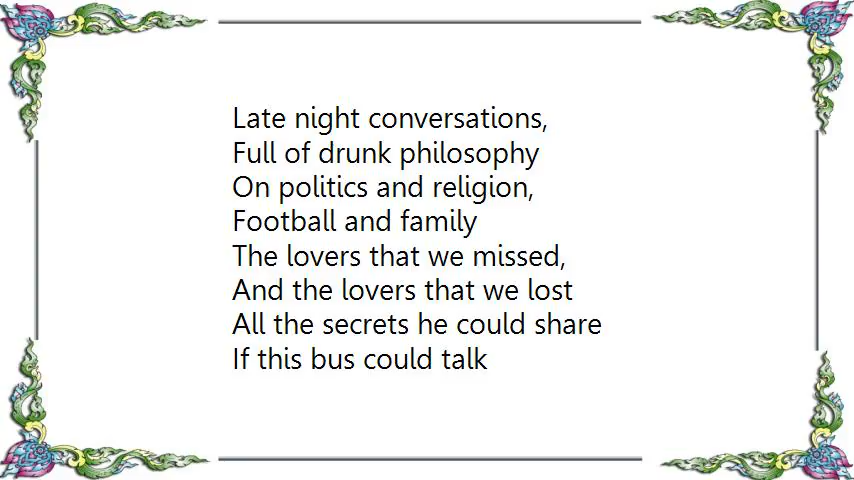 Late night conversations,
Full of drunk philosophy
On politics and religion,
Football and family
The lovers that we missed,
And the lovers that we lost
All the secrets he could share
If this bus could talk